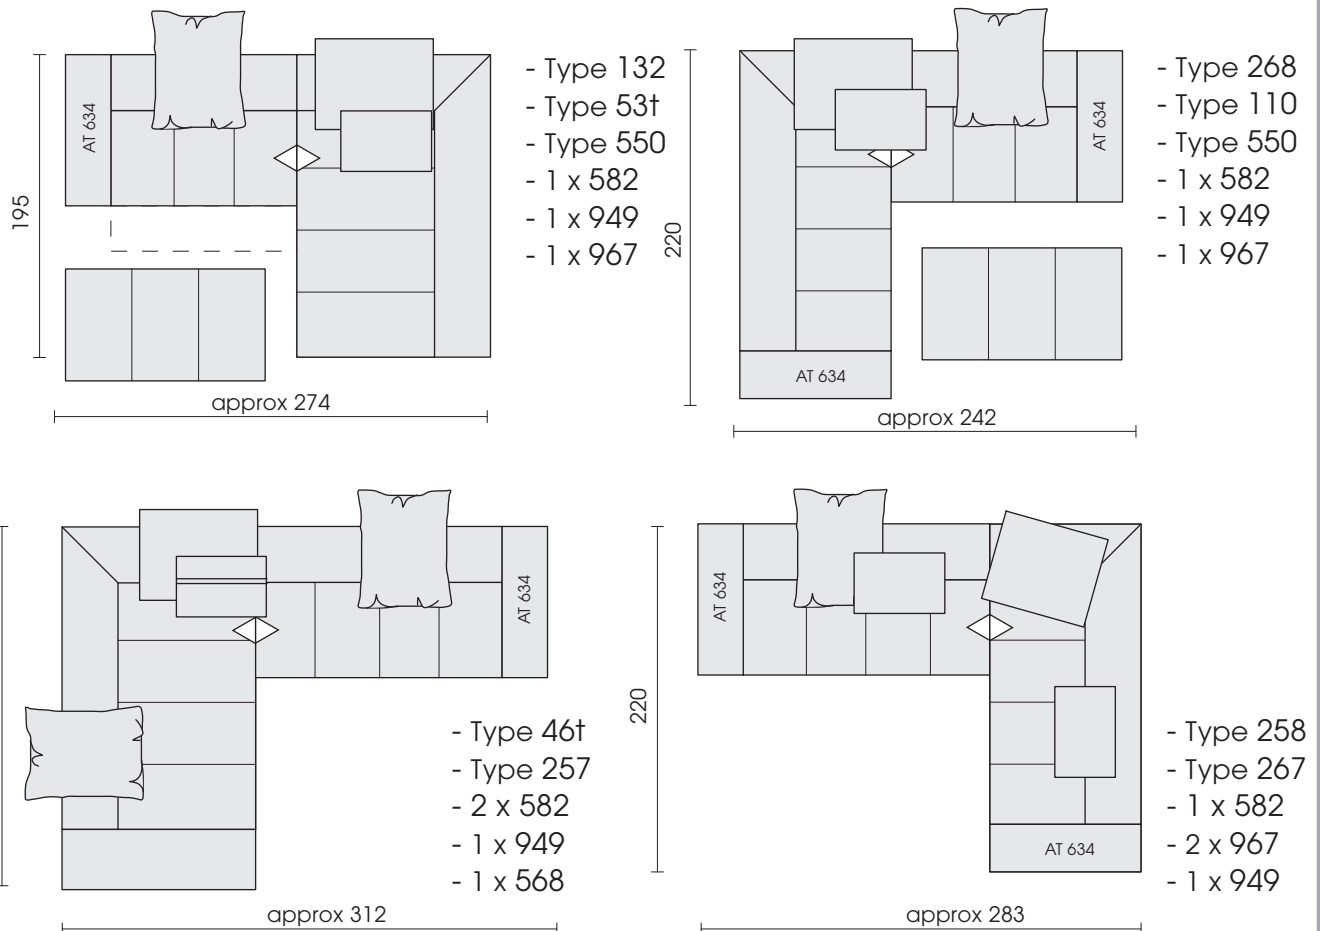 AT 634
195
approx 274
- Type 132
- Type 53t
- Type 550
- 1 x 582
- 1 x 949
- 1 x 967
AT 634
220
AT 634
approx 242
- Type 268
- Type 110
- Type 550
- 1 x 582
- 1 x 949
- 1 x 967
AT 634
- Type 46t
- Type 257
- 2 x 582
- 1 x 949
- 1 x 568
approx 312
AT 634
220
AT 634
- Type 258
- Type 267
- 1 x 582
- 2 x 967
- 1 x 949
approx 283